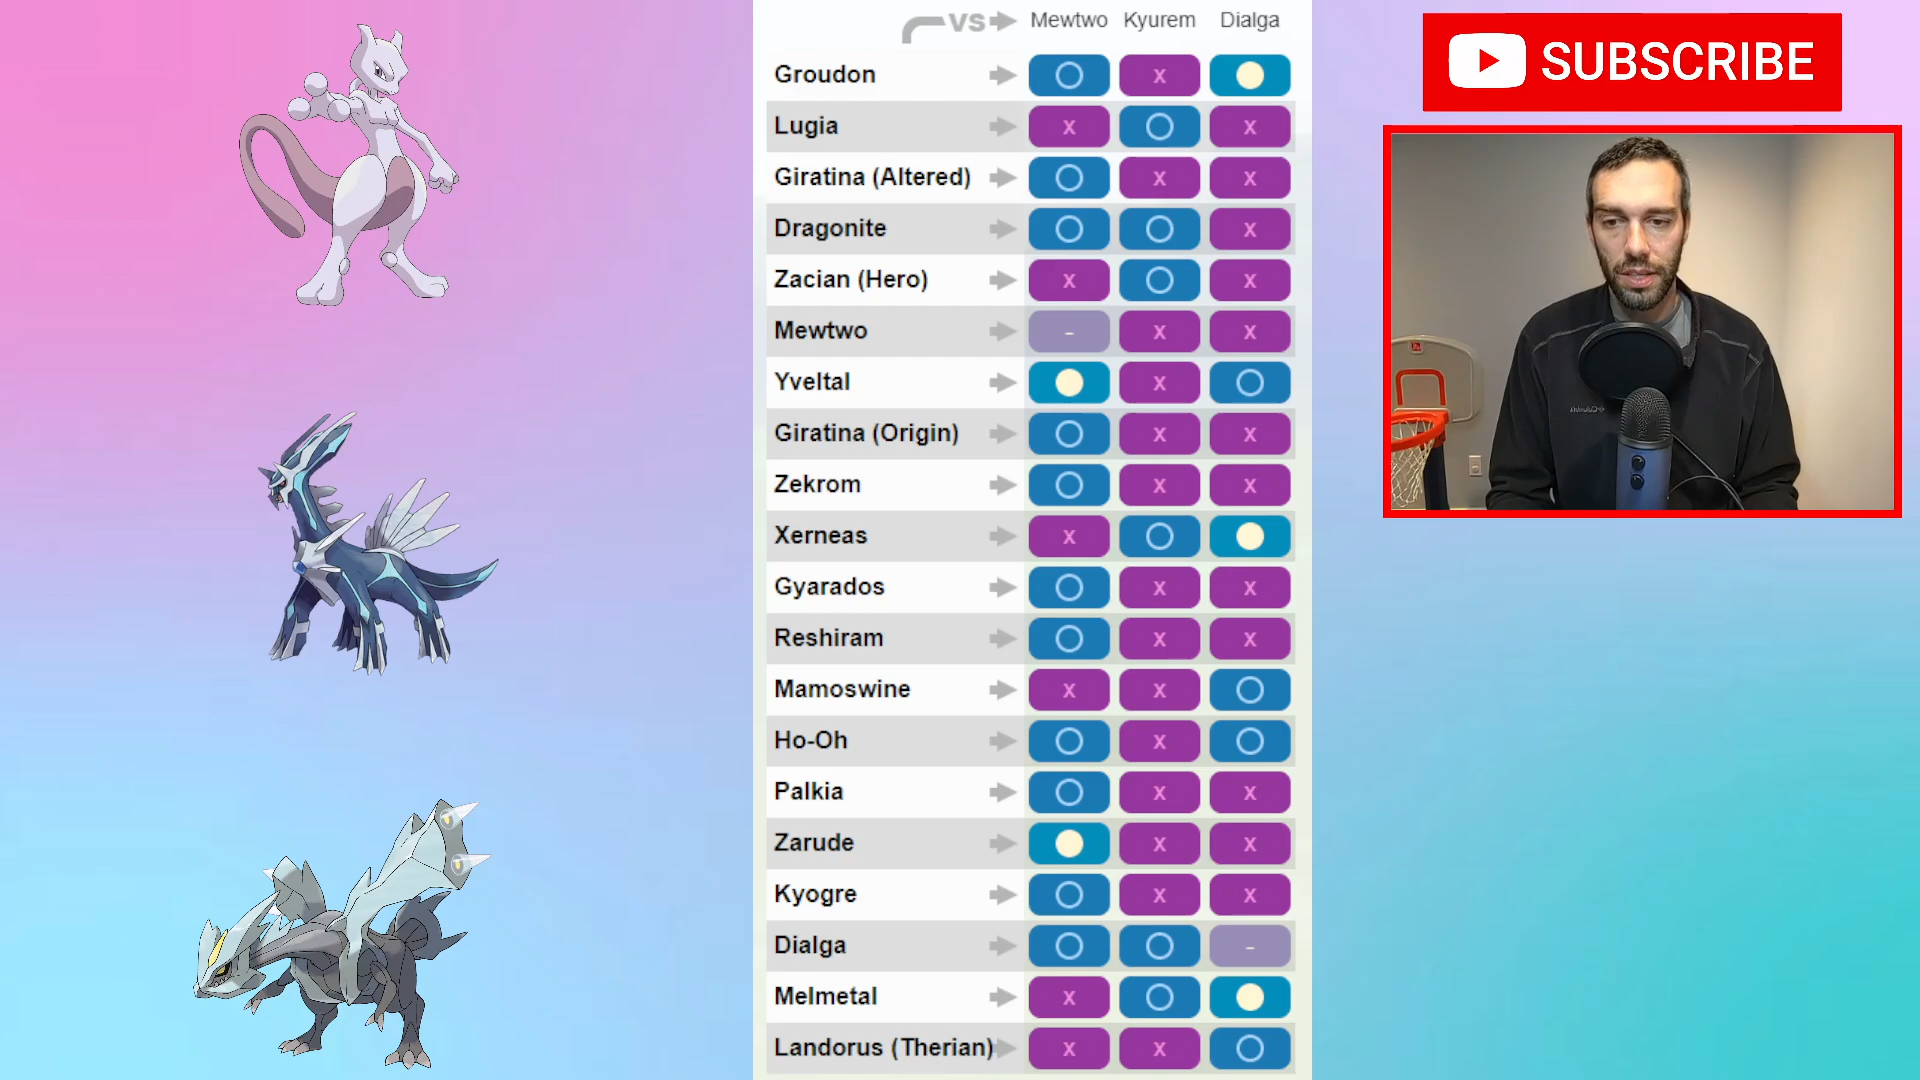 VS Mewtwo Kyurem Dialga
Groudon x
Lugia x x
Giratina (Altered) x x
Dragonite x
Zacian (Hero) x x
Mewtwo - x x
Yveltal x
Giratina (Origin) x x
Zekrom x x
Xerneas x
Gyarados x x
Reshiram x x
Mamoswine x x
Ho-Oh x
Palkia x x
Zarude x x
Kyogre x x
Dialga -
Melmetal x
Landorus (Therian) x x
SUBSCRIBE